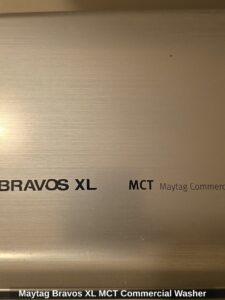 BRAVOS XL MCT Maytag Commerc
Maytag Bravos XL MCT Commercial Washer